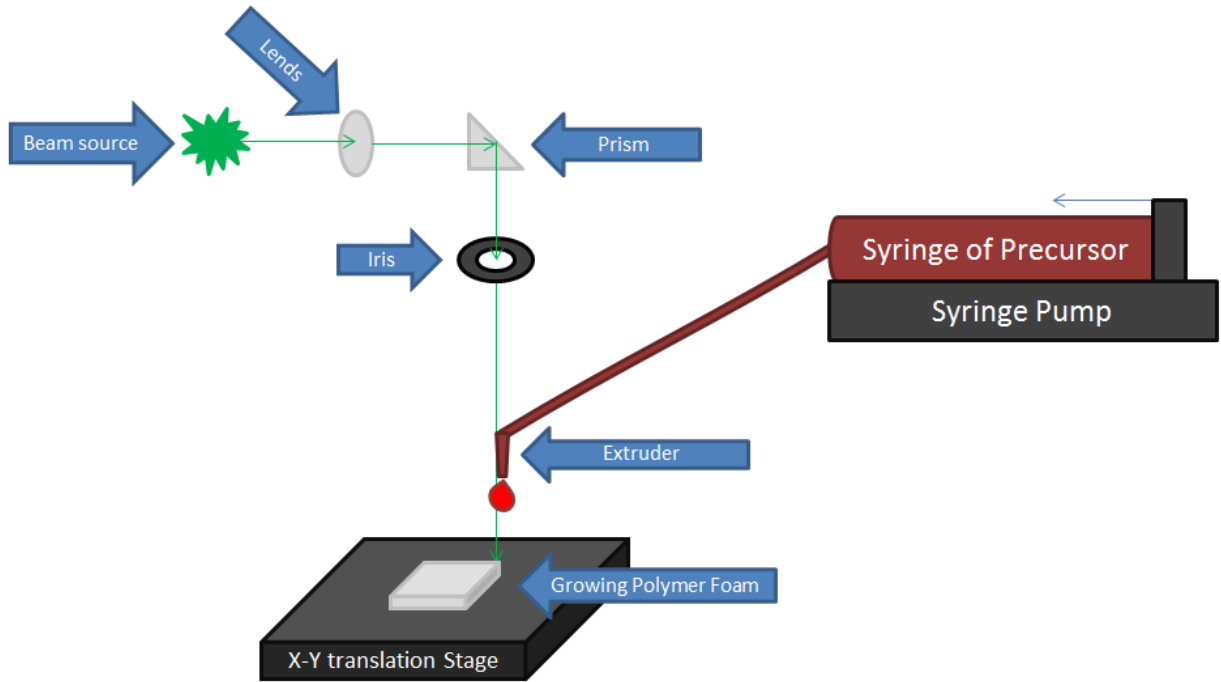 Lends
Beam source
Prism
Iris
Syringe of Precursor
Syringe Pump
Extruder
Growing Polymer Foam
X-Y translation Stage